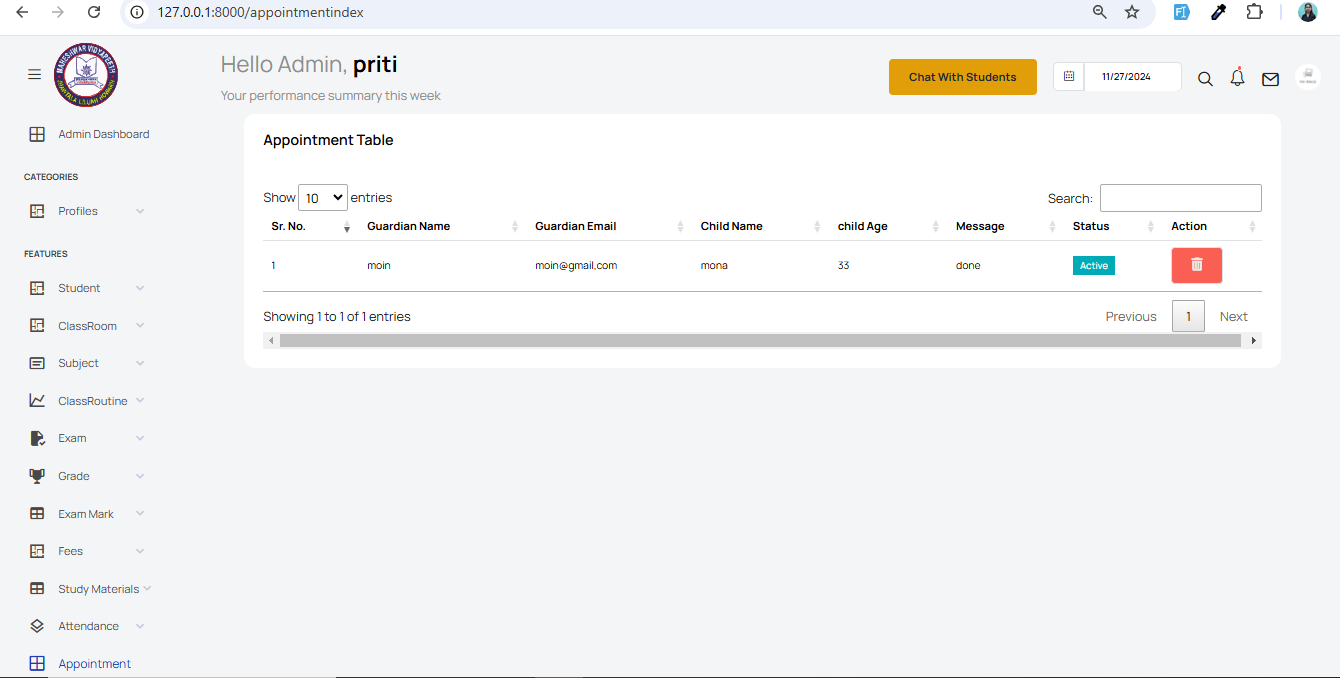 127.0.0.1:8000/appointmentindex
MAHESHWAR VIDYAPEETH
Hello Admin, priti
Your performance summary this week
Chat With Students
11/27/2024
Admin Dashboard
CATEGORIES
Profiles
FEATURES
Student
ClassRoom
Subject
ClassRoutine
Exam
Grade
Exam Mark
Fees
Study Materials
Attendance
Appointment
Appointment Table
Show 10 entries
Search:
Sr. No. Guardian Name Guardian Email Child Name child Age Message Status Action
1 moin moin@gmail.com mona 33 done Active
Showing 1 to 1 of 1 entries
Previous 1 Next